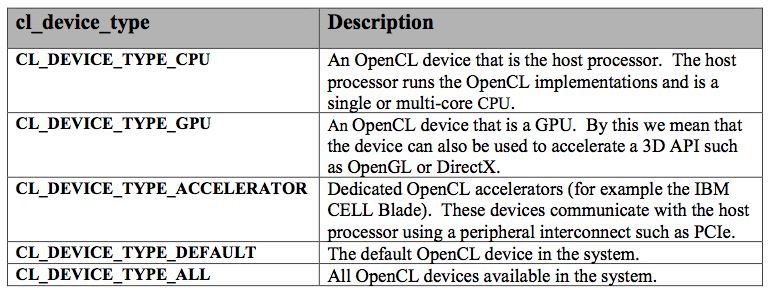 cl_device_type Description
CL_DEVICE_TYPE_CPU An OpenCL device that is the host processor. The host
processor runs the OpenCL implementations and is a
single or multi-core CPU.
CL_DEVICE_TYPE_GPU An OpenCL device that is a GPU. By this we mean that
the device can also be used to accelerate a 3D API such
as OpenGL or DirectX.
CL_DEVICE_TYPE_ACCELERATOR Dedicated OpenCL accelerators (for example the IBM
CELL Blade). These devices communicate with the host
processor using a peripheral interconnect such as PCIe.
CL_DEVICE_TYPE_DEFAULT The default OpenCL device in the system.
CL_DEVICE_TYPE_ALL All OpenCL devices available in the system.